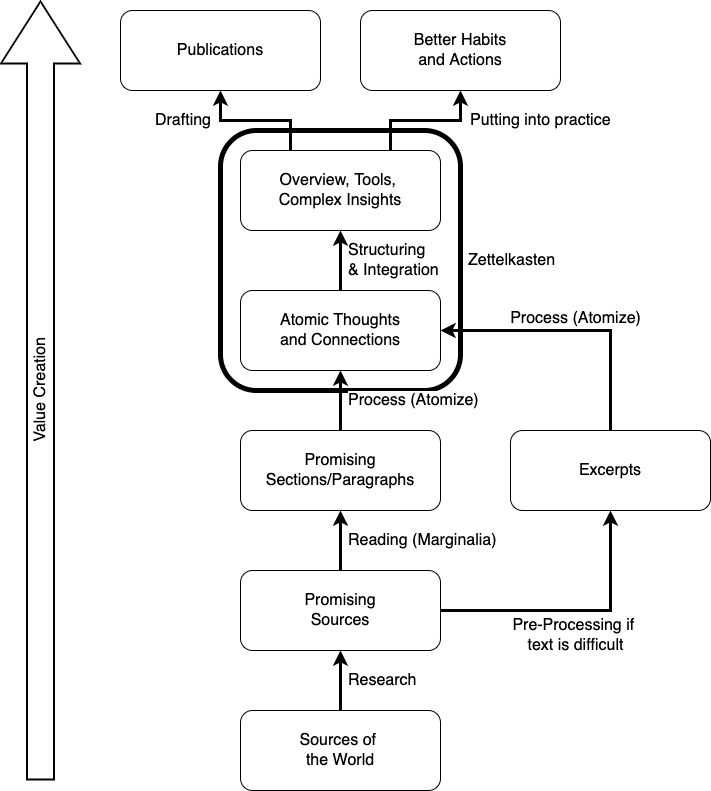 Publications
Better Habits
and Actions
Drafting
Putting into practice
Overview, Tools,
Complex Insights
Structuring
& Integration
Zettelkasten
Atomic Thoughts
and Connections
Process (Atomize)
Process (Atomize)
Value Creation
Promising
Sections/Paragraphs
Excerpts
Reading (Marginalia)
Promising
Sources
Pre-Processing if
text is difficult
Research
Sources of
the World